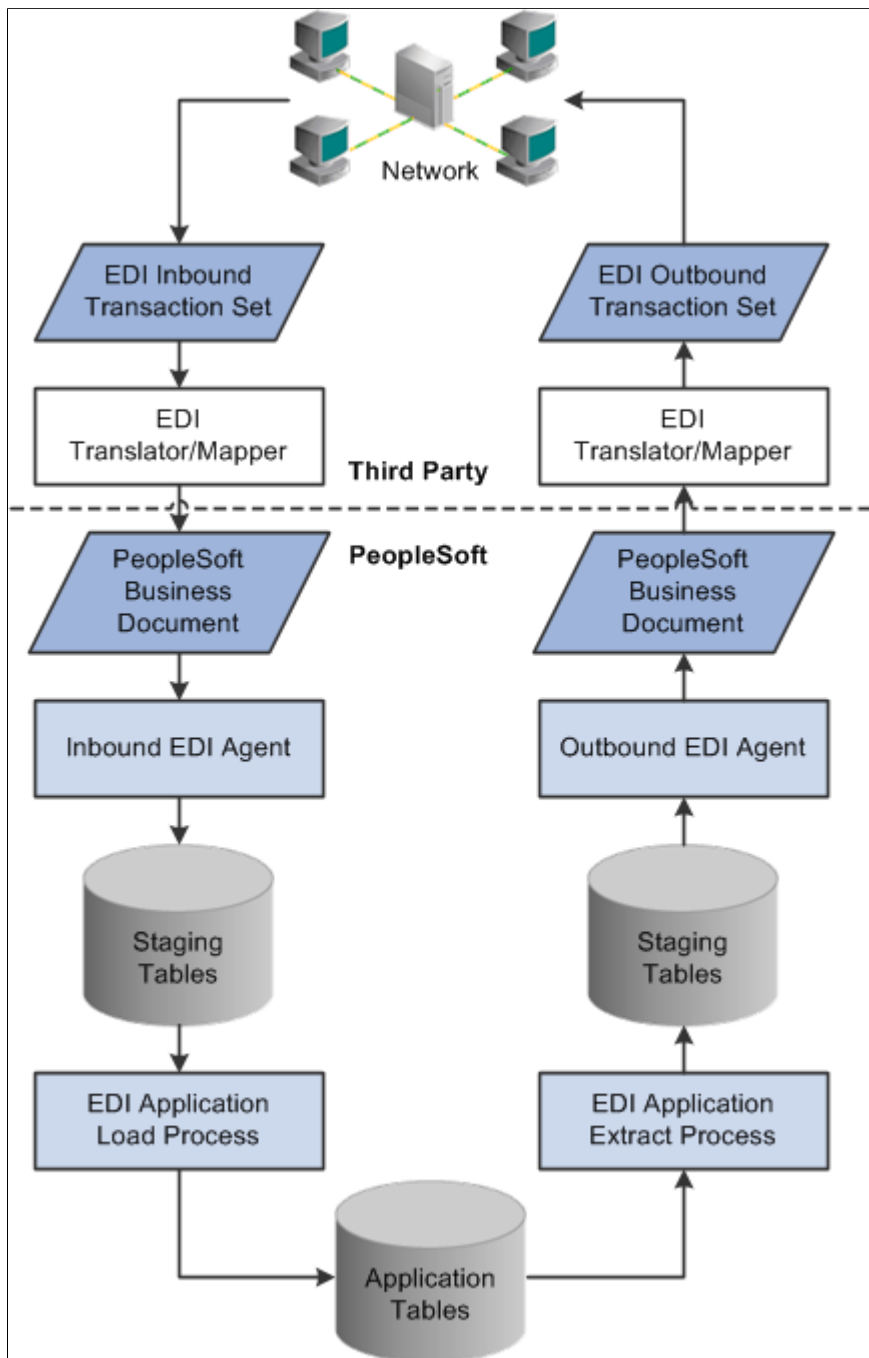 Network
EDI Inbound
Transaction Set
EDI Outbound
Transaction Set
EDI
Translator/Mapper
EDI
Translator/Mapper
Third Party
PeopleSoft
PeopleSoft
Business
Document
PeopleSoft
Business
Document
Inbound EDI Agent
Outbound EDI Agent
Staging
Tables
Staging
Tables
EDI Application
Load Process
EDI Application
Extract Process
Application
Tables